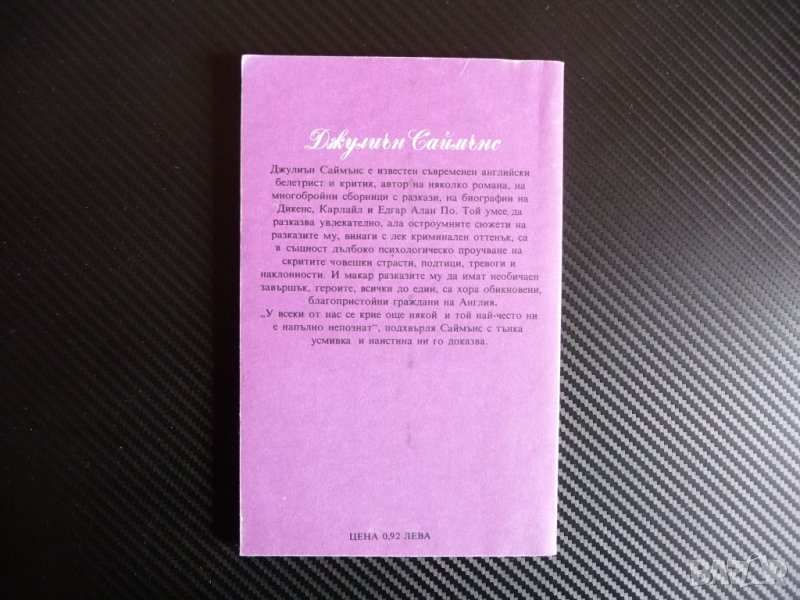 Джулиън Саймънс
Джулиън Саймънс е известен съвременен английски
белетрист и критик, автор на няколко романа, на
многобройни сборници с разкази, на биографии на
Дикенс, Карлайл и Едгар Алан По. Той умее да
разказва увлекателно, ала остроумните сюжети на
разказите му, винаги с лек криминален оттенък, са
в същност дълбоко психологическо проучване на
скритите човешки страсти, подтици, тревоги и
наклонности. И макар разказите му да имат необичаен
завършък, героите, всички до един, са хора обикновени,
благопристойни граждани на Англия.
„У всеки от нас се крие още някой и той най-често ни
е напълно непознат“, подхвърля Саймънс с тънка
усмивка и наистина ни го доказва.
ЦЕНА 0,92 ЛЕВА
BAZAR